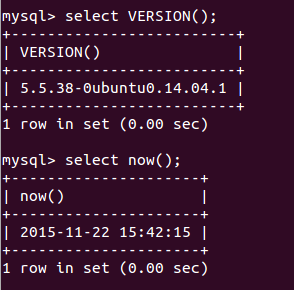 mysql> select VERSION();
+-------------------------+
| VERSION()               |
+-------------------------+
| 5.5.38-0ubuntu0.14.04.1 |
+-------------------------+
1 row in set (0.00 sec)

mysql> select now();
+---------------------+
| now()               |
+---------------------+
| 2015-11-22 15:42:15 |
+---------------------+
1 row in set (0.00 sec)